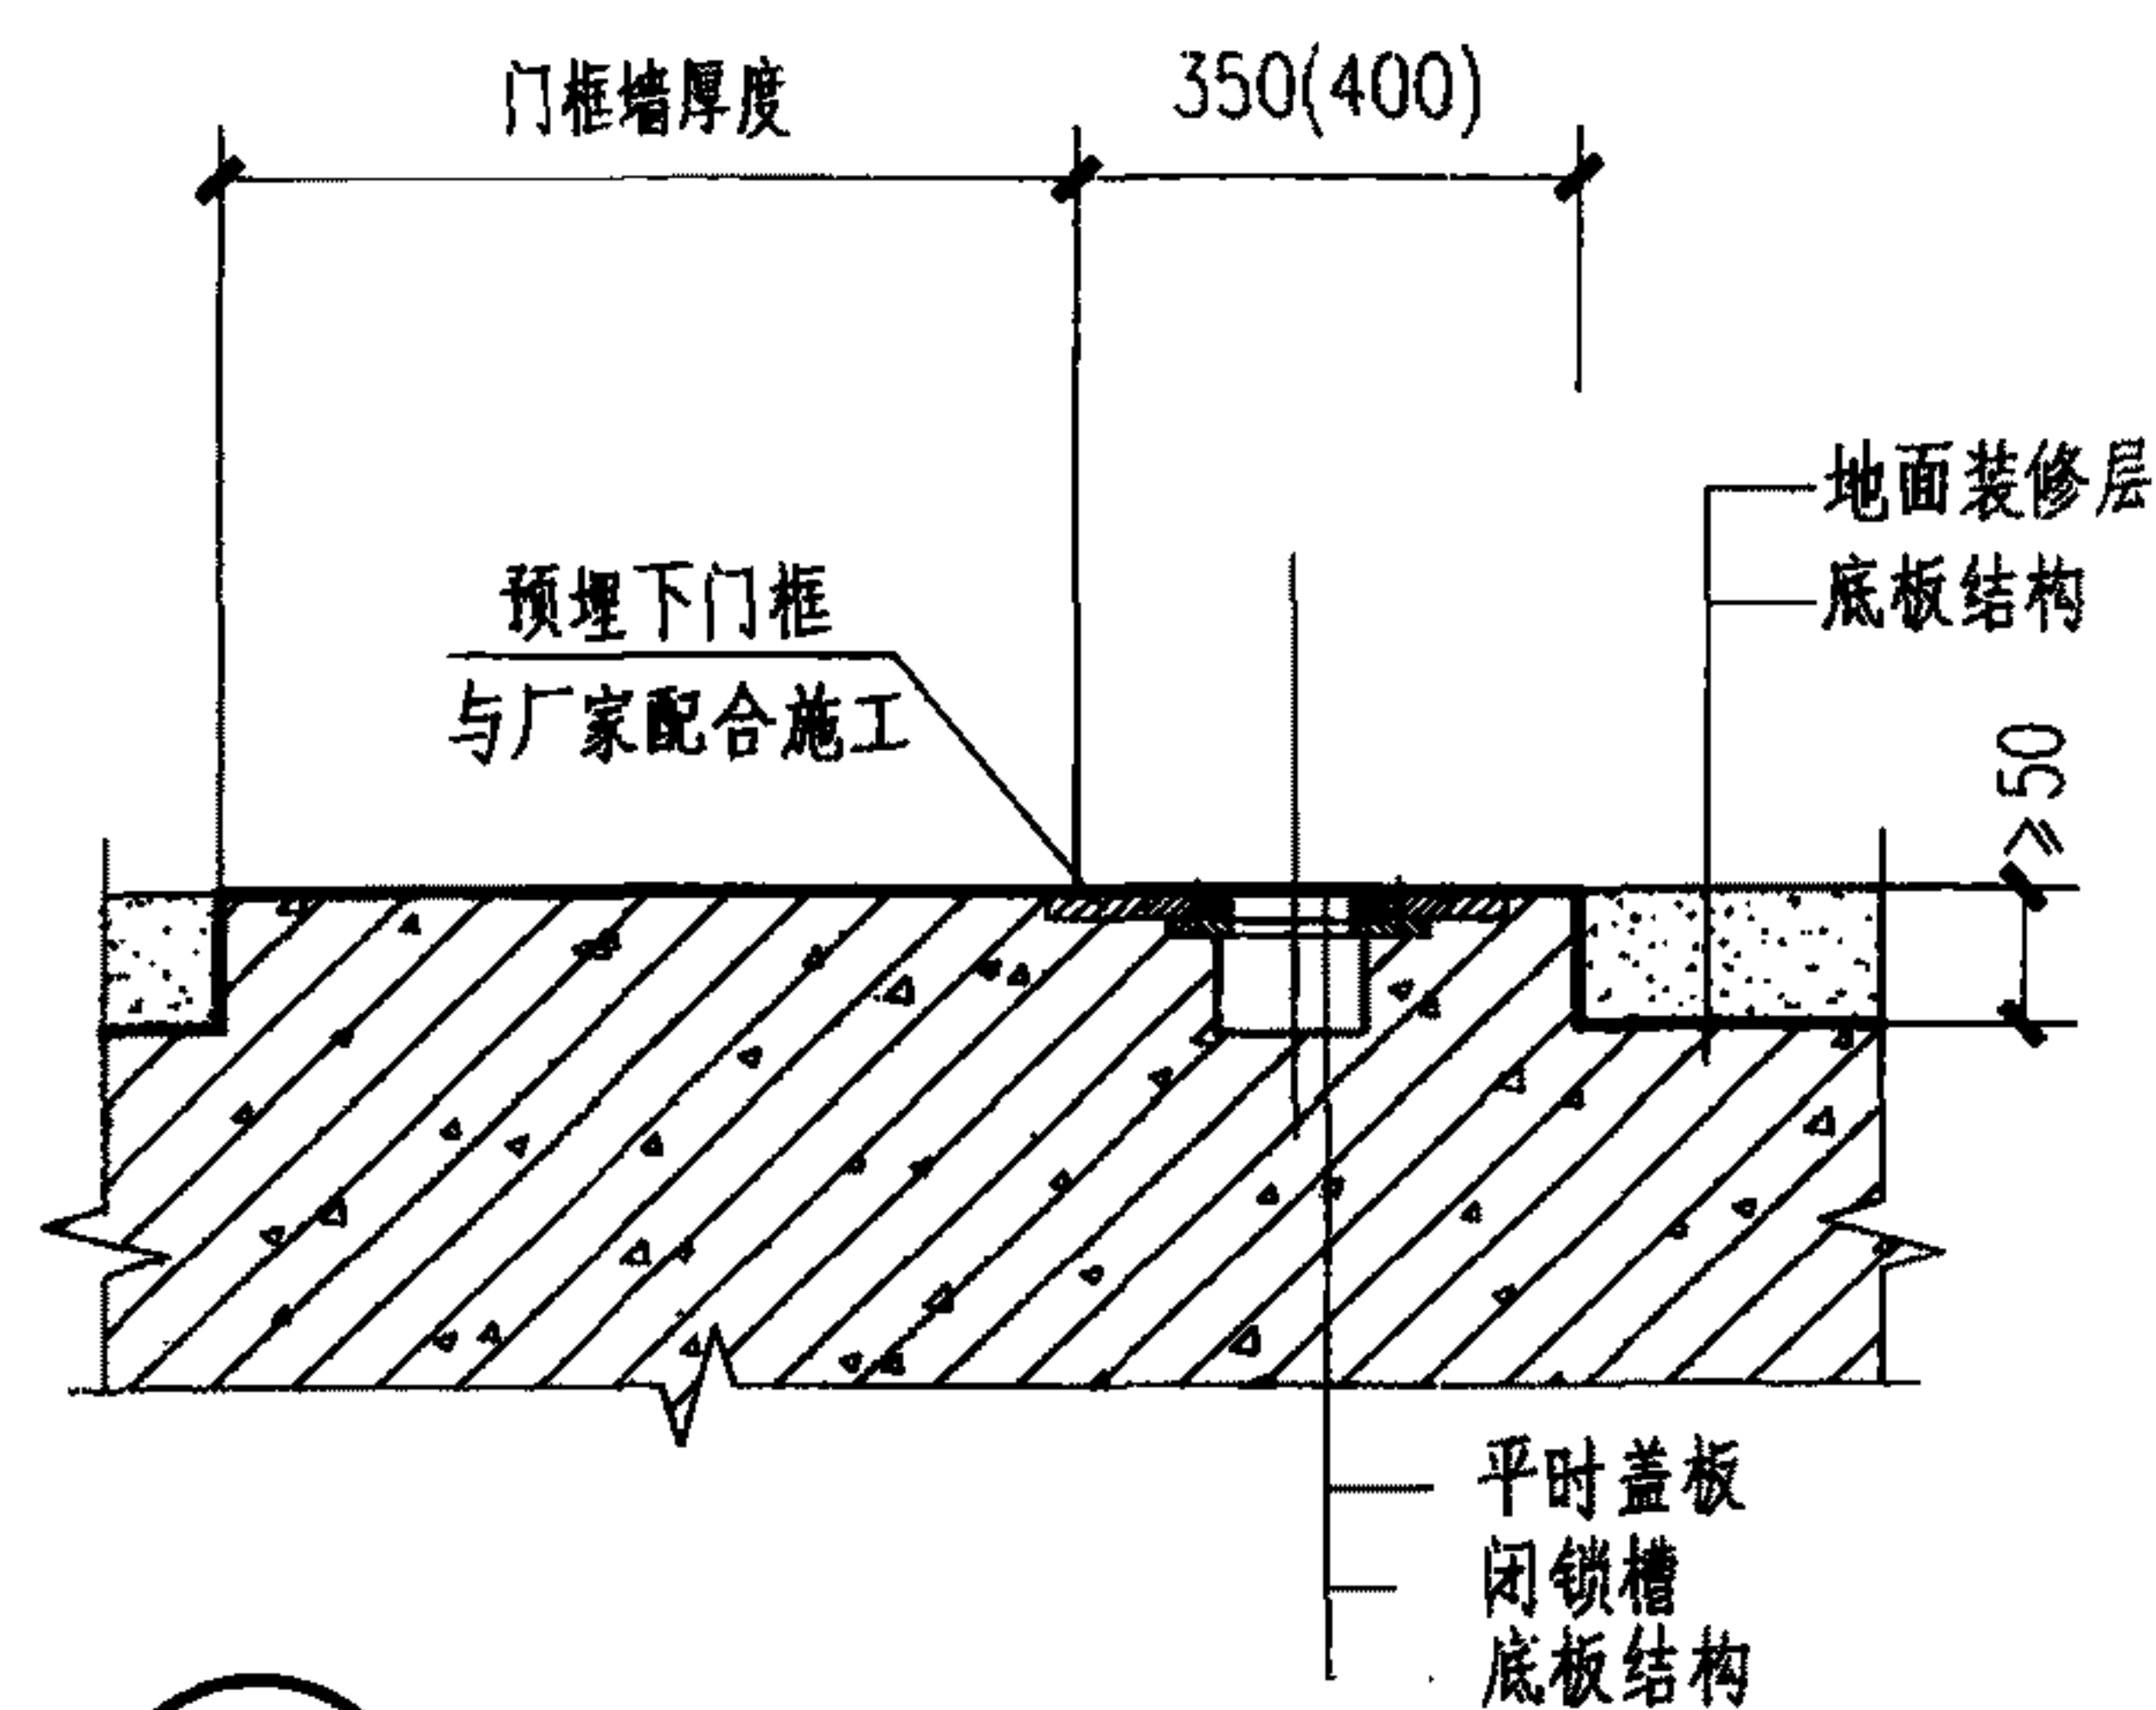 门框墙厚度
350(400)
地面装修层
底板结构
预埋下门框
与厂家配合施工
≥50
平时盖板
闭锁槽
底板结构